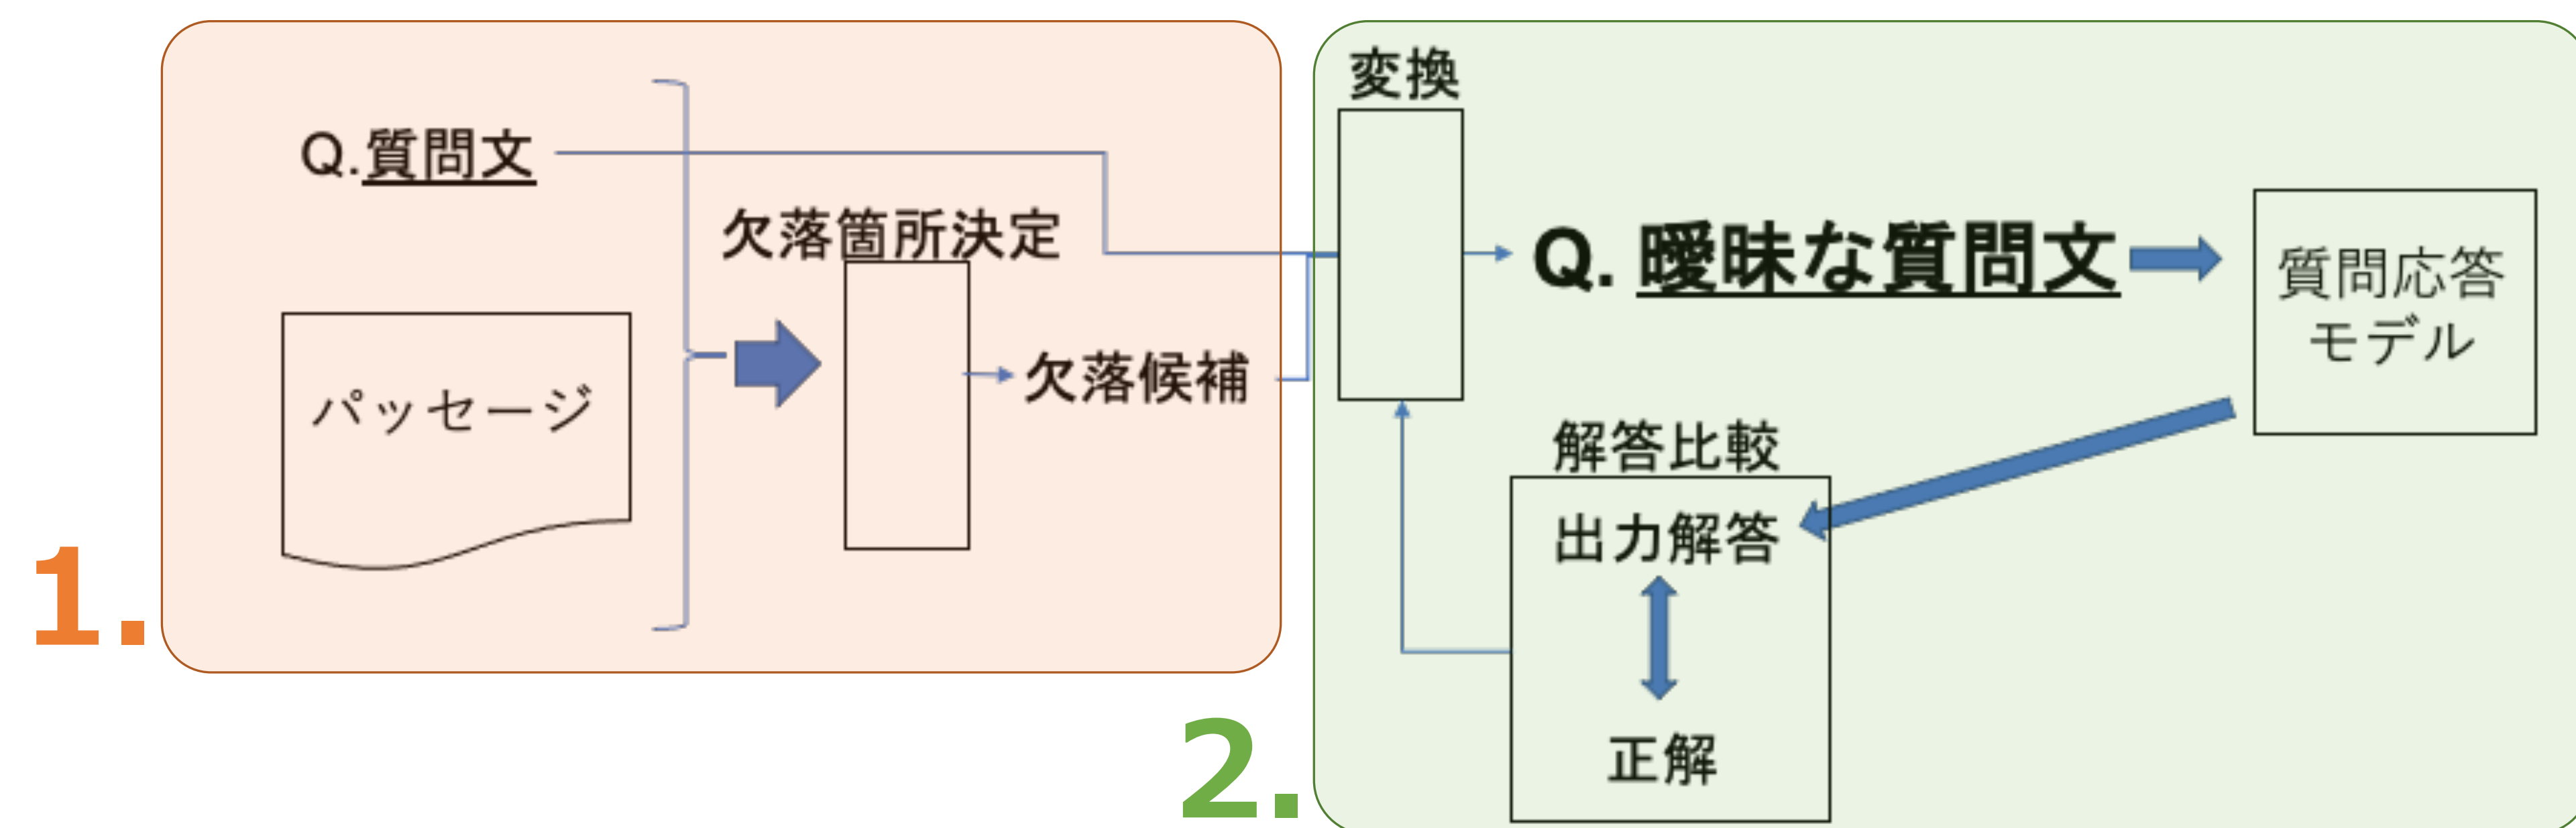 1.
Q.質問文
パッセージ
欠落箇所決定
欠落候補
2.
変換
Q. 曖昧な質問文
質問応答
モデル
解答比較
出力解答
正解